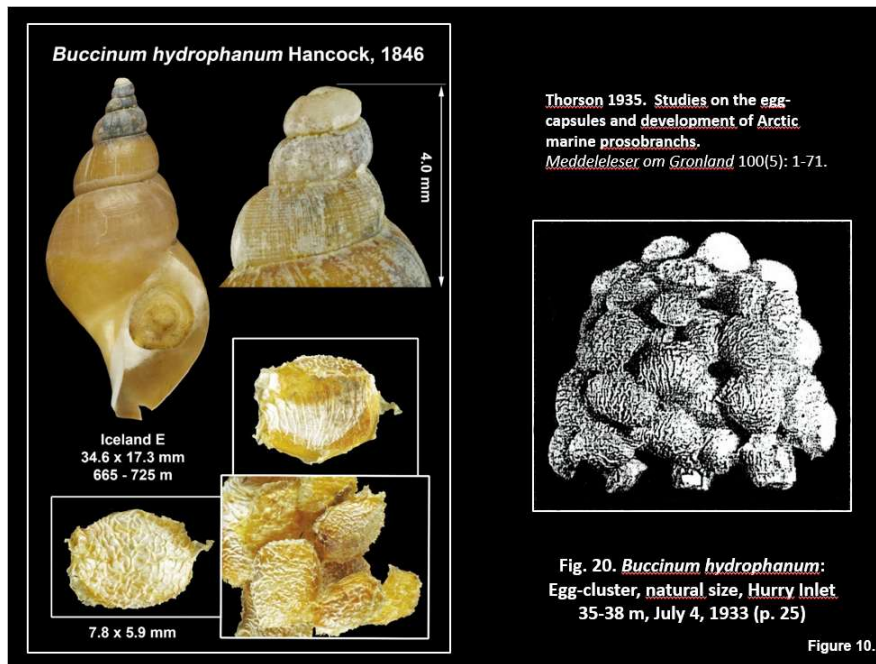 Buccinum hydrophanum Hancock, 1846
4.0 mm
Iceland E
34.6 x 17.3 mm
665 - 725 m
7.8 x 5.9 mm
Thorson 1935. Studies on the egg-
capsules and development of Arctic
marine prosobranchs.
Meddeleleser om Gronland 100(5): 1-71.
Fig. 20. Buccinum hydrophanum:
Egg-cluster, natural size, Hurry Inlet
35-38 m, July 4, 1933 (p. 25)
Figure 10.